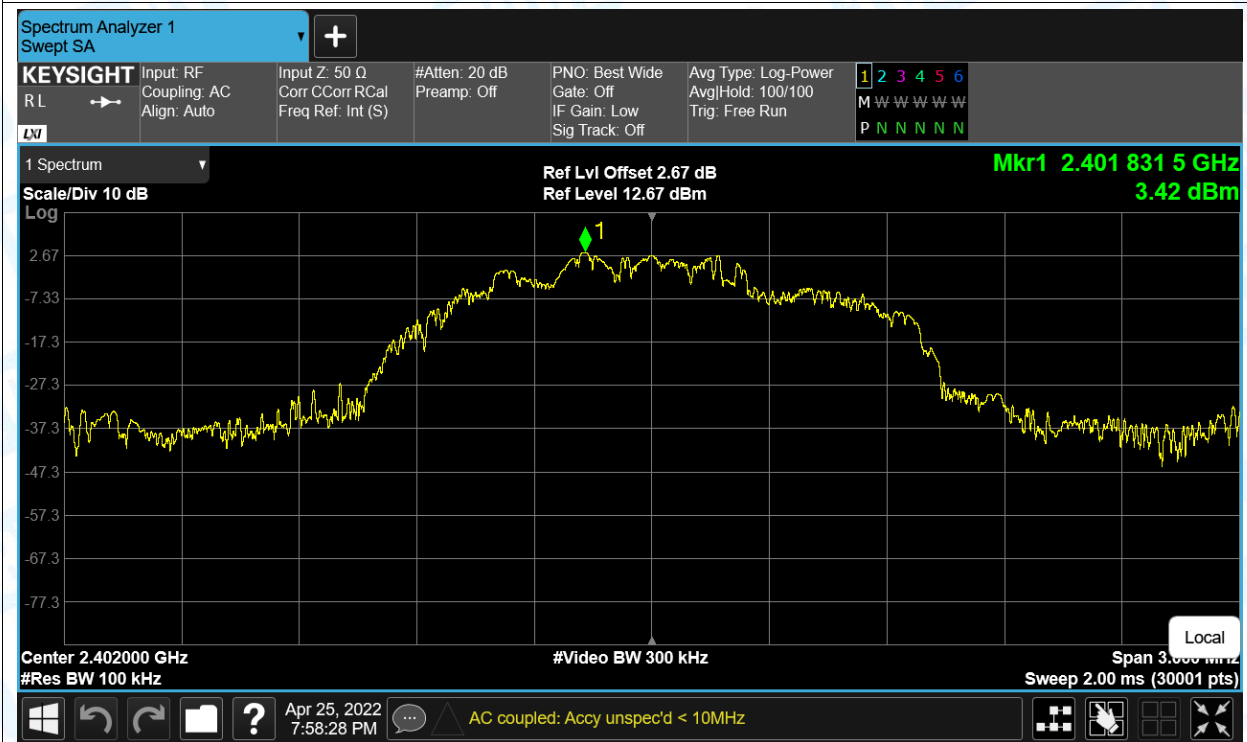 Spectrum Analyzer 1
Swept SA
▼
+
KEYSIGHT
R L
LXI
Input: RF
Coupling: AC
Align: Auto
Input Z: 50 Ω
Corr CCorr RCal
Freq Ref: Int (S)
#Atten: 20 dB
Preamp: Off
PNO: Best Wide
Gate: Off
IF Gain: Low
Sig Track: Off
Avg Type: Log-Power
Avg|Hold: 100/100
Trig: Free Run
1 2 3 4 5 6
M W W W W W
P N N N N N
1 Spectrum ▼
Scale/Div 10 dB
Ref Lvl Offset 2.67 dB
Ref Level 12.67 dBm
Mkr1 2.401 831 5 GHz
3.42 dBm
Log
1
2.67
-7.33
-17.3
-27.3
-37.3
-47.3
-57.3
-67.3
-77.3
Local
Center 2.402000 GHz
#Res BW 100 kHz
#Video BW 300 kHz
Span 3.000 MHz
Sweep 2.00 ms (30001 pts)
?
Apr 25, 2022
7:58:28 PM
AC coupled: Accy unspec'd < 10MHz